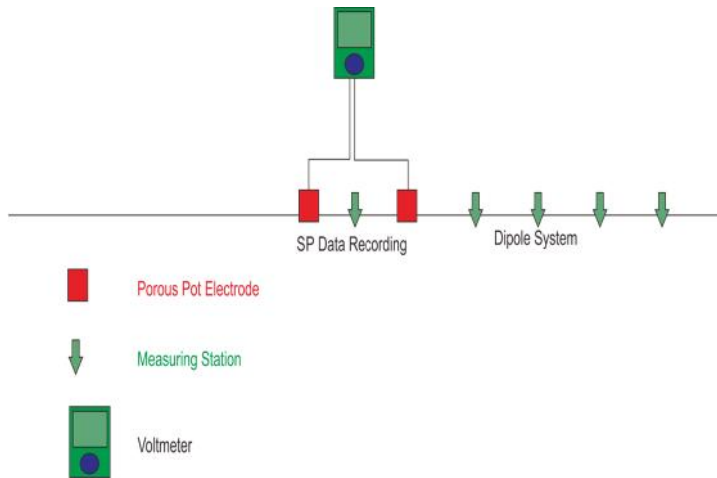 SP Data Recording
Dipole System
Porous Pot Electrode
Measuring Station
Voltmeter